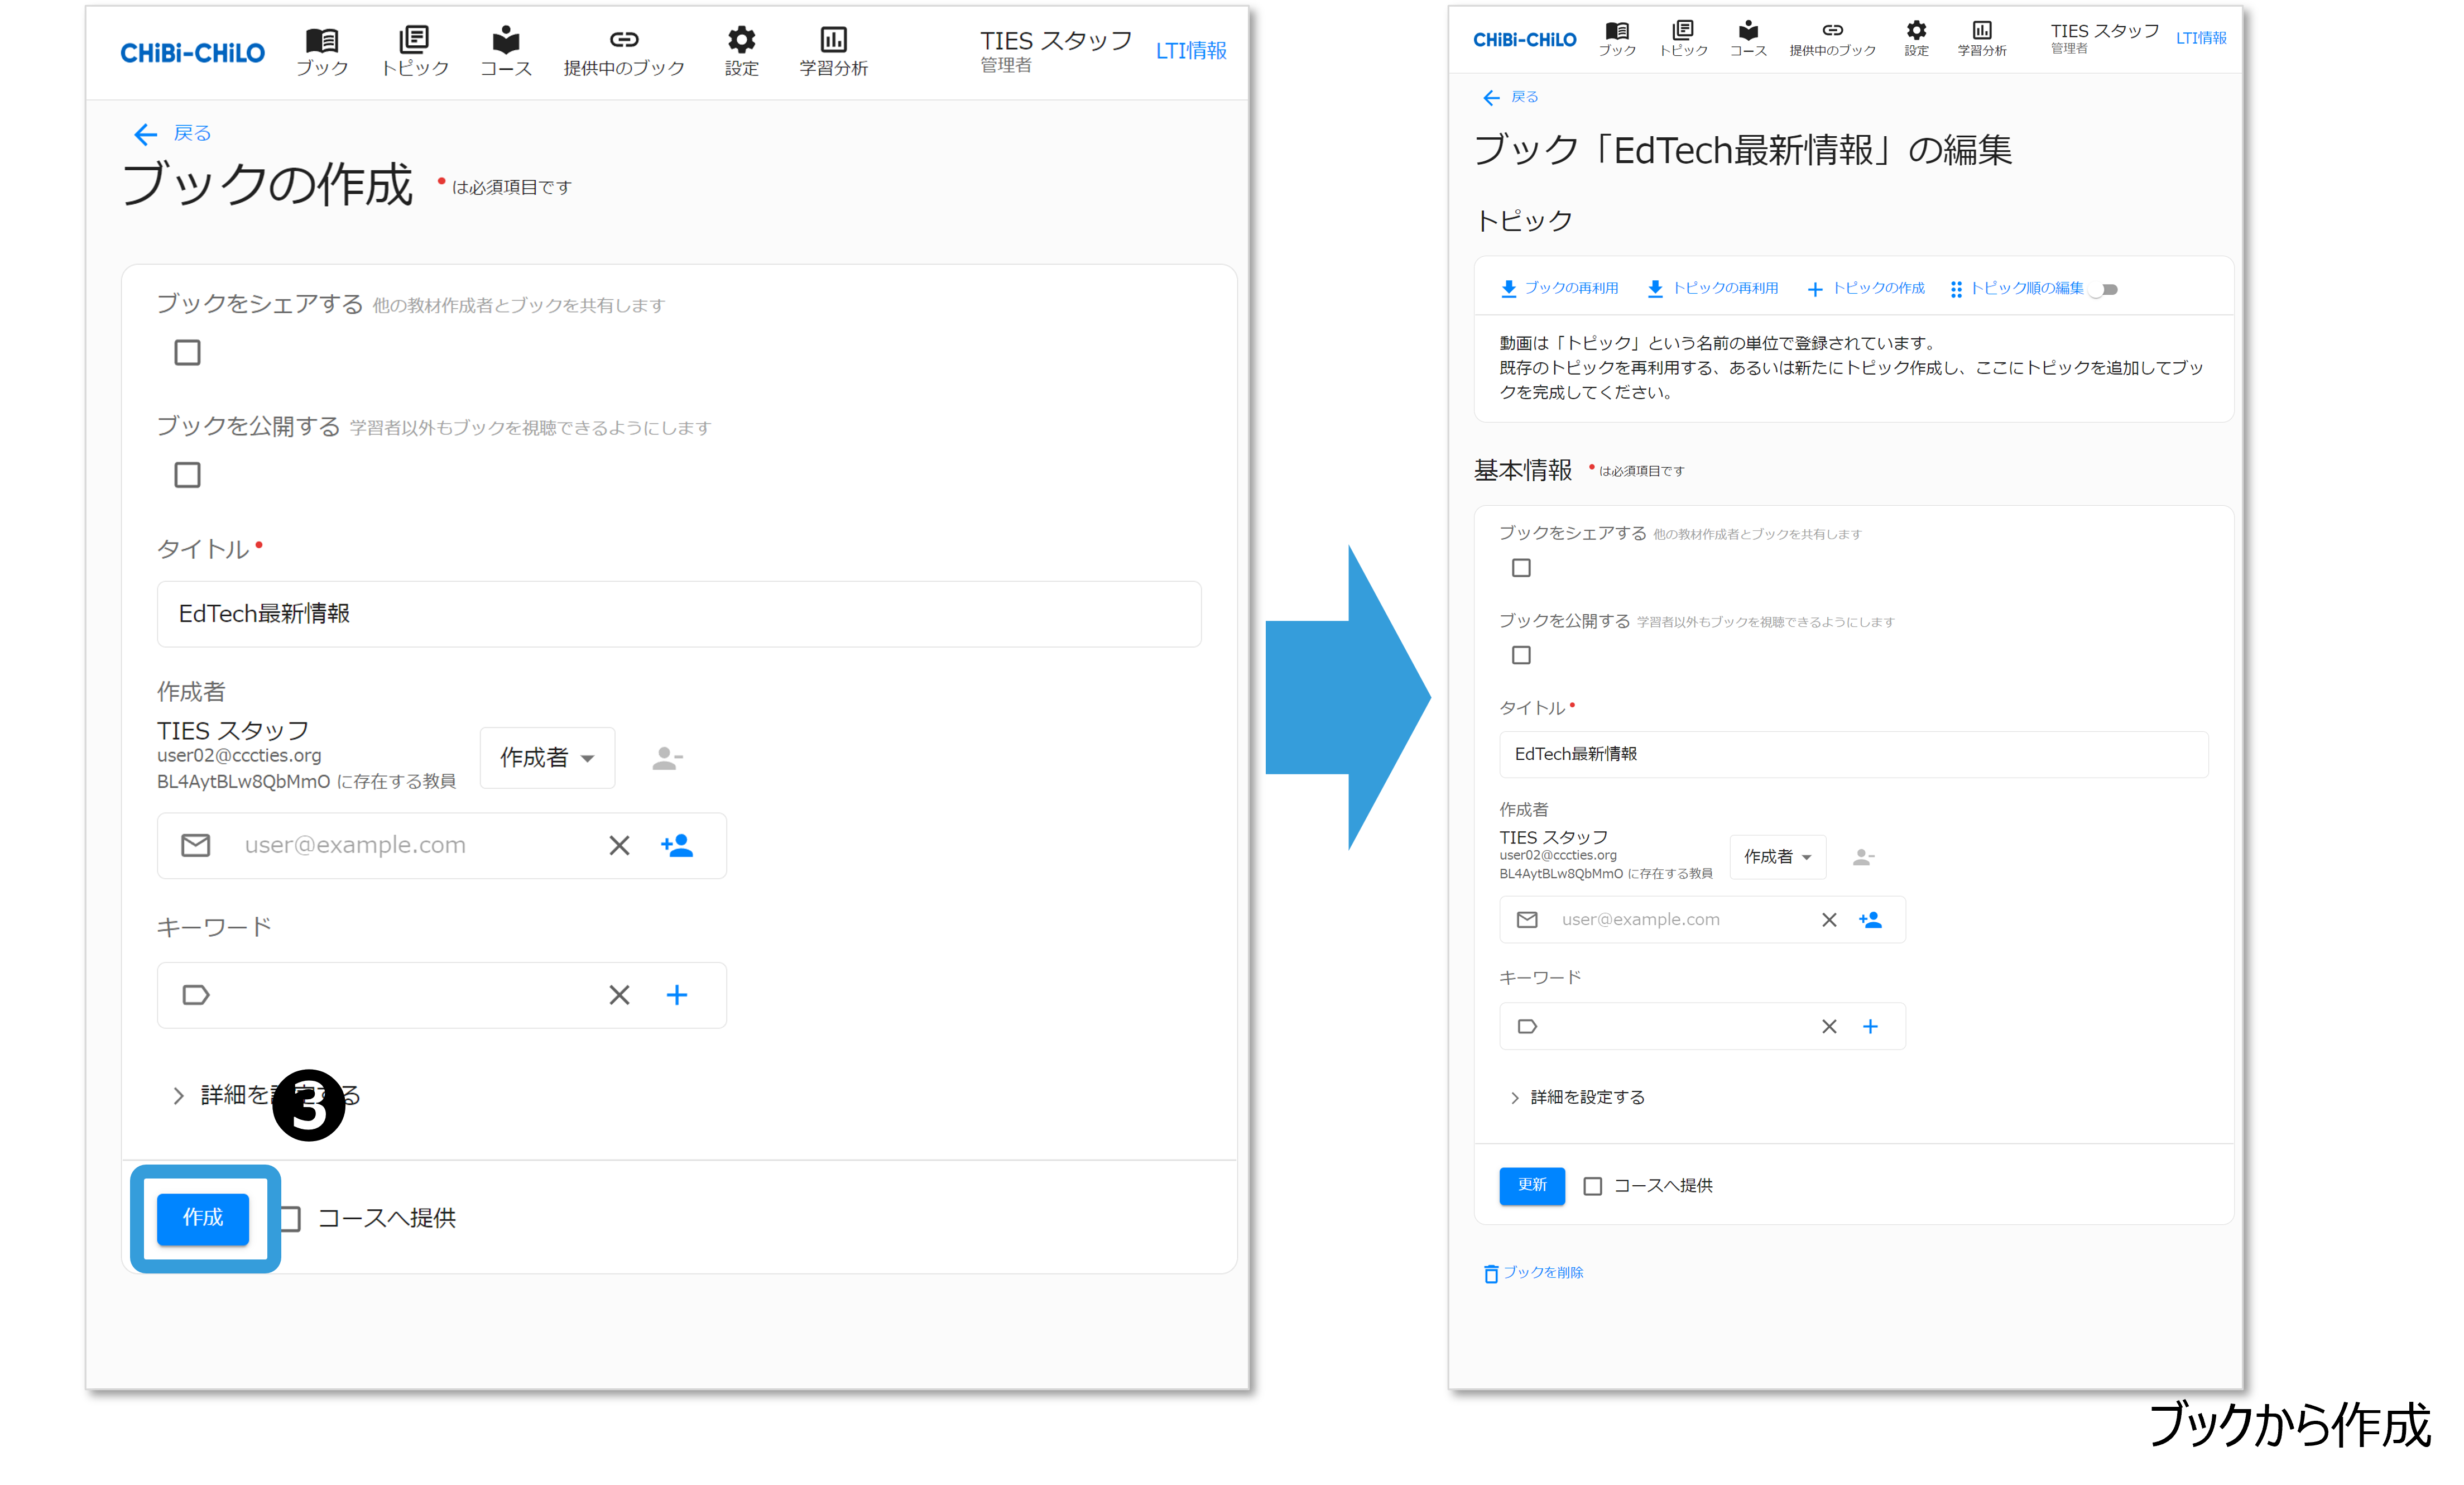 CHiBi-CHiLO
ブック
トピック
コース
提供中のブック
設定
学習分析
TIES スタッフ
管理者
LTI情報
戻る
ブックの作成 • は必須項目です
ブックをシェアする 他の教材作成者とブックを共有します
ブックを公開する 学習者以外もブックを視聴できるようにします
タイトル •
EdTech最新情報
作成者
TIES スタッフ
user02@cccties.org
BL4AytBLw8QbMmO に存在する教員
作成者
user@example.com
キーワード
詳細を設定する
3
作成
コースへ提供
CHiBi-CHiLO
ブック
トピック
コース
提供中のブック
設定
学習分析
TIES スタッフ
管理者
LTI情報
戻る
ブック「EdTech最新情報」の編集
トピック
ブックの再利用
トピックの再利用
トピックの作成
トピック順の編集
動画は「トピック」という名前の単位で登録されています。
既存のトピックを再利用する、あるいは新たにトピック作成し、ここにトピックを追加してブッ
クを完成してください。
基本情報 • は必須項目です
ブックをシェアする 他の教材作成者とブックを共有します
ブックを公開する 学習者以外もブックを視聴できるようにします
タイトル •
EdTech最新情報
作成者
TIES スタッフ
user02@cccties.org
BL4AytBLw8QbMmO に存在する教員
作成者
user@example.com
キーワード
詳細を設定する
更新
コースへ提供
ブックを削除
ブックから作成